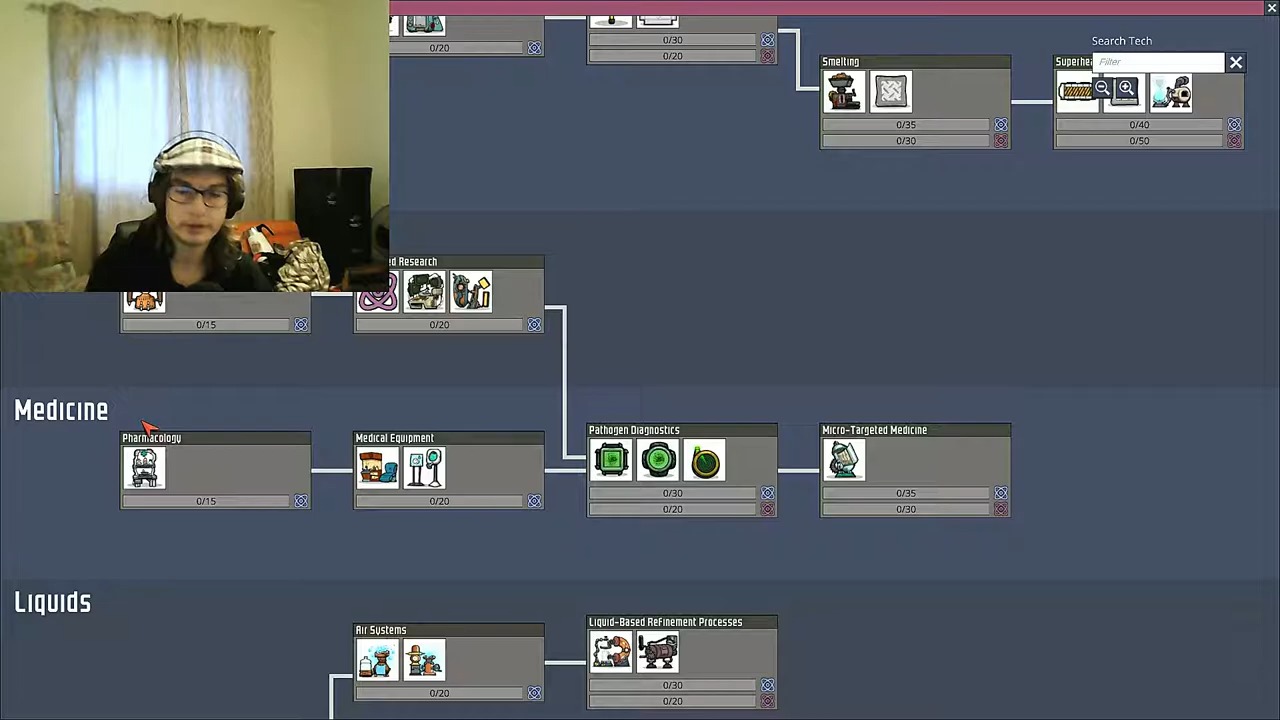 0/20
0/30
0/20
Search Tech
Filter
Smelting
0/35
0/30
0/40
0/50
Research
0/15
0/20
Medicine
Pharmacology
0/15
Medical Equipment
0/20
Pathogen Diagnostics
0/30
0/20
Micro-Targeted Medicine
0/35
0/30
Liquids
Air Systems
0/20
Liquid-Based Refinement Processes
0/30
0/20